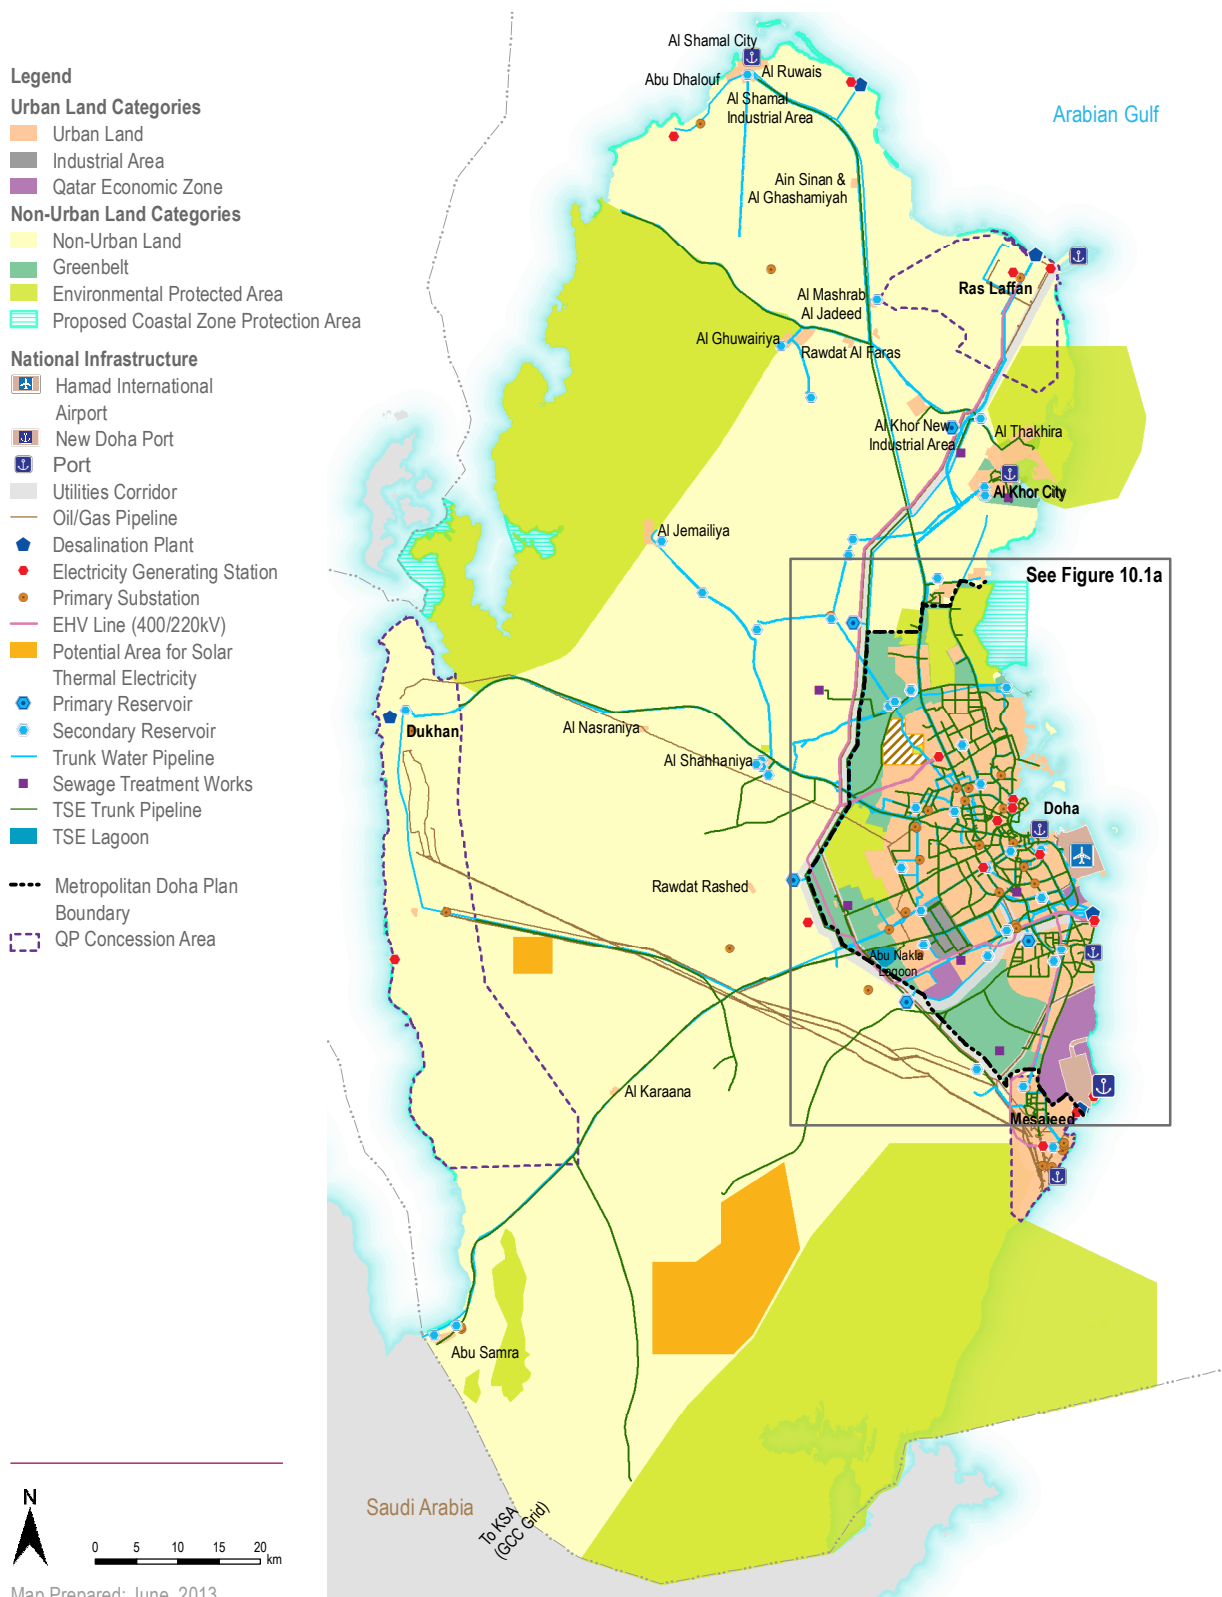 Legend
Urban Land Categories
Urban Land
Industrial Area
Qatar Economic Zone
Non-Urban Land Categories
Non-Urban Land
Greenbelt
Environmental Protected Area
Proposed Coastal Zone Protection Area
National Infrastructure
Hamad International
Airport
New Doha Port
Port
Utilities Corridor
Oil/Gas Pipeline
Desalination Plant
Electricity Generating Station
Primary Substation
EHV Line (400/220kV)
Potential Area for Solar
Thermal Electricity
Primary Reservoir
Secondary Reservoir
Trunk Water Pipeline
Sewage Treatment Works
TSE Trunk Pipeline
TSE Lagoon
Metropolitan Doha Plan
Boundary
QP Concession Area
N
0 5 10 15 20
km
Map Prepared: June, 2013
Al Shamal City
Abu Dhalouf
Al Ruwais
Al Shamal
Industrial Area
Arabian Gulf
Ain Sinan &
Al Ghashamiyah
Ras Laffan
Al Mashrab
Al Jadeed
Al Ghuwairiya
Rawdat Al Faras
Al Khor New
Industrial Area
Al Thakhira
Al Khor City
Al Jemailiya
See Figure 10.1a
Dukhan
Al Nasraniya
Al Shahhaniya
Doha
Rawdat Rashed
Abu Nakla
Lagoon
Al Karaana
Mesaieed
Abu Samra
Saudi Arabia
To KSA
(GCC Grid)